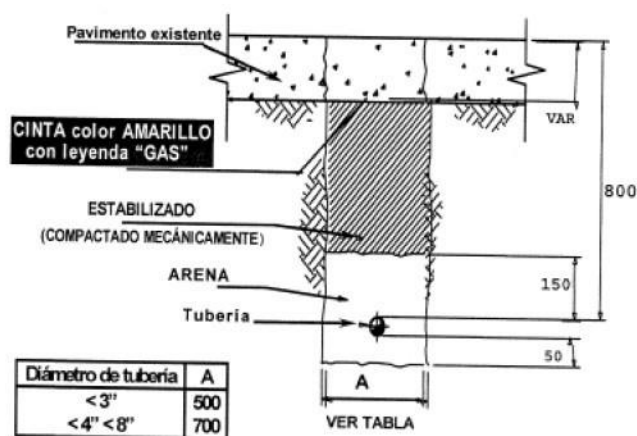 Pavimento existente
CINTA color AMARILLO
con leyenda “GAS”
VAR
800
ESTABILIZADO
(COMPACTADO MECÁNICAMENTE)
ARENA
150
Tubería
50
Diámetro de tubería A
<3” 500
<4” <8” 700
A
VER TABLA